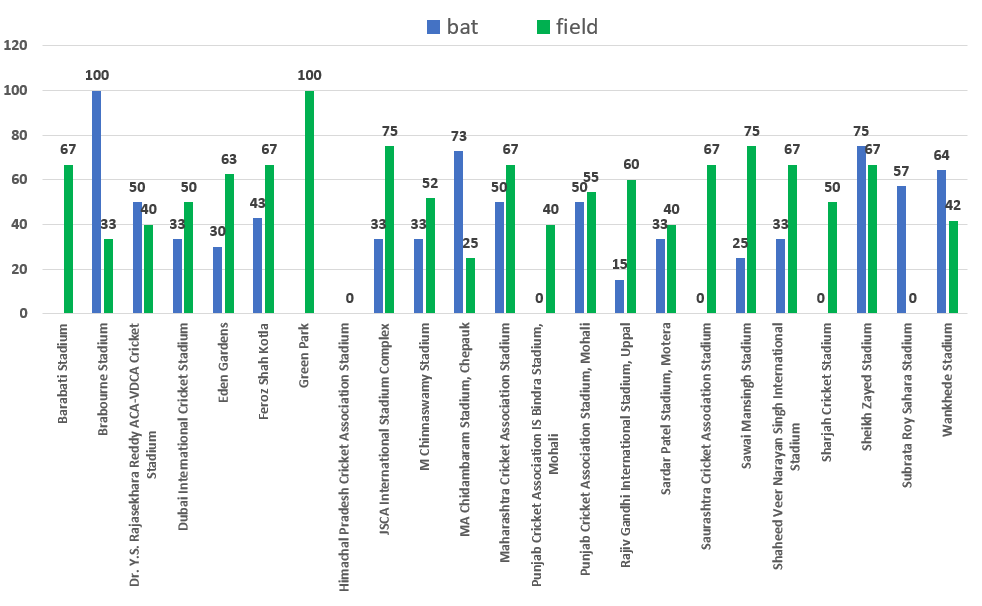 bat field
120
100
80
60
40
20
0
67
100
33
50
40
33
50
30
63
43
67
100
0
33
75
33
52
73
25
50
67
0
40
50
55
15
60
33
40
0
67
25
75
33
67
0
50
75
67
57
0
64
42
Barabati Stadium
Brabourne Stadium
Dr. Y.S. Rajasekhara Reddy ACA-VDCA Cricket
Stadium
Dubai International Cricket Stadium
Eden Gardens
Feroz Shah Kotla
Green Park
Himachal Pradesh Cricket Association Stadium
JSCA International Stadium Complex
M Chinnaswamy Stadium
MA Chidambaram Stadium, Chepauk
Maharashtra Cricket Association Stadium
Punjab Cricket Association IS Bindra Stadium,
Mohali
Punjab Cricket Association Stadium, Mohali
Rajiv Gandhi International Stadium, Uppal
Sardar Patel Stadium, Motera
Saurashtra Cricket Association Stadium
Sawai Mansingh Stadium
Shaheed Veer Narayan Singh International
Stadium
Sharjah Cricket Stadium
Sheikh Zayed Stadium
Subrata Roy Sahara Stadium
Wankhede Stadium